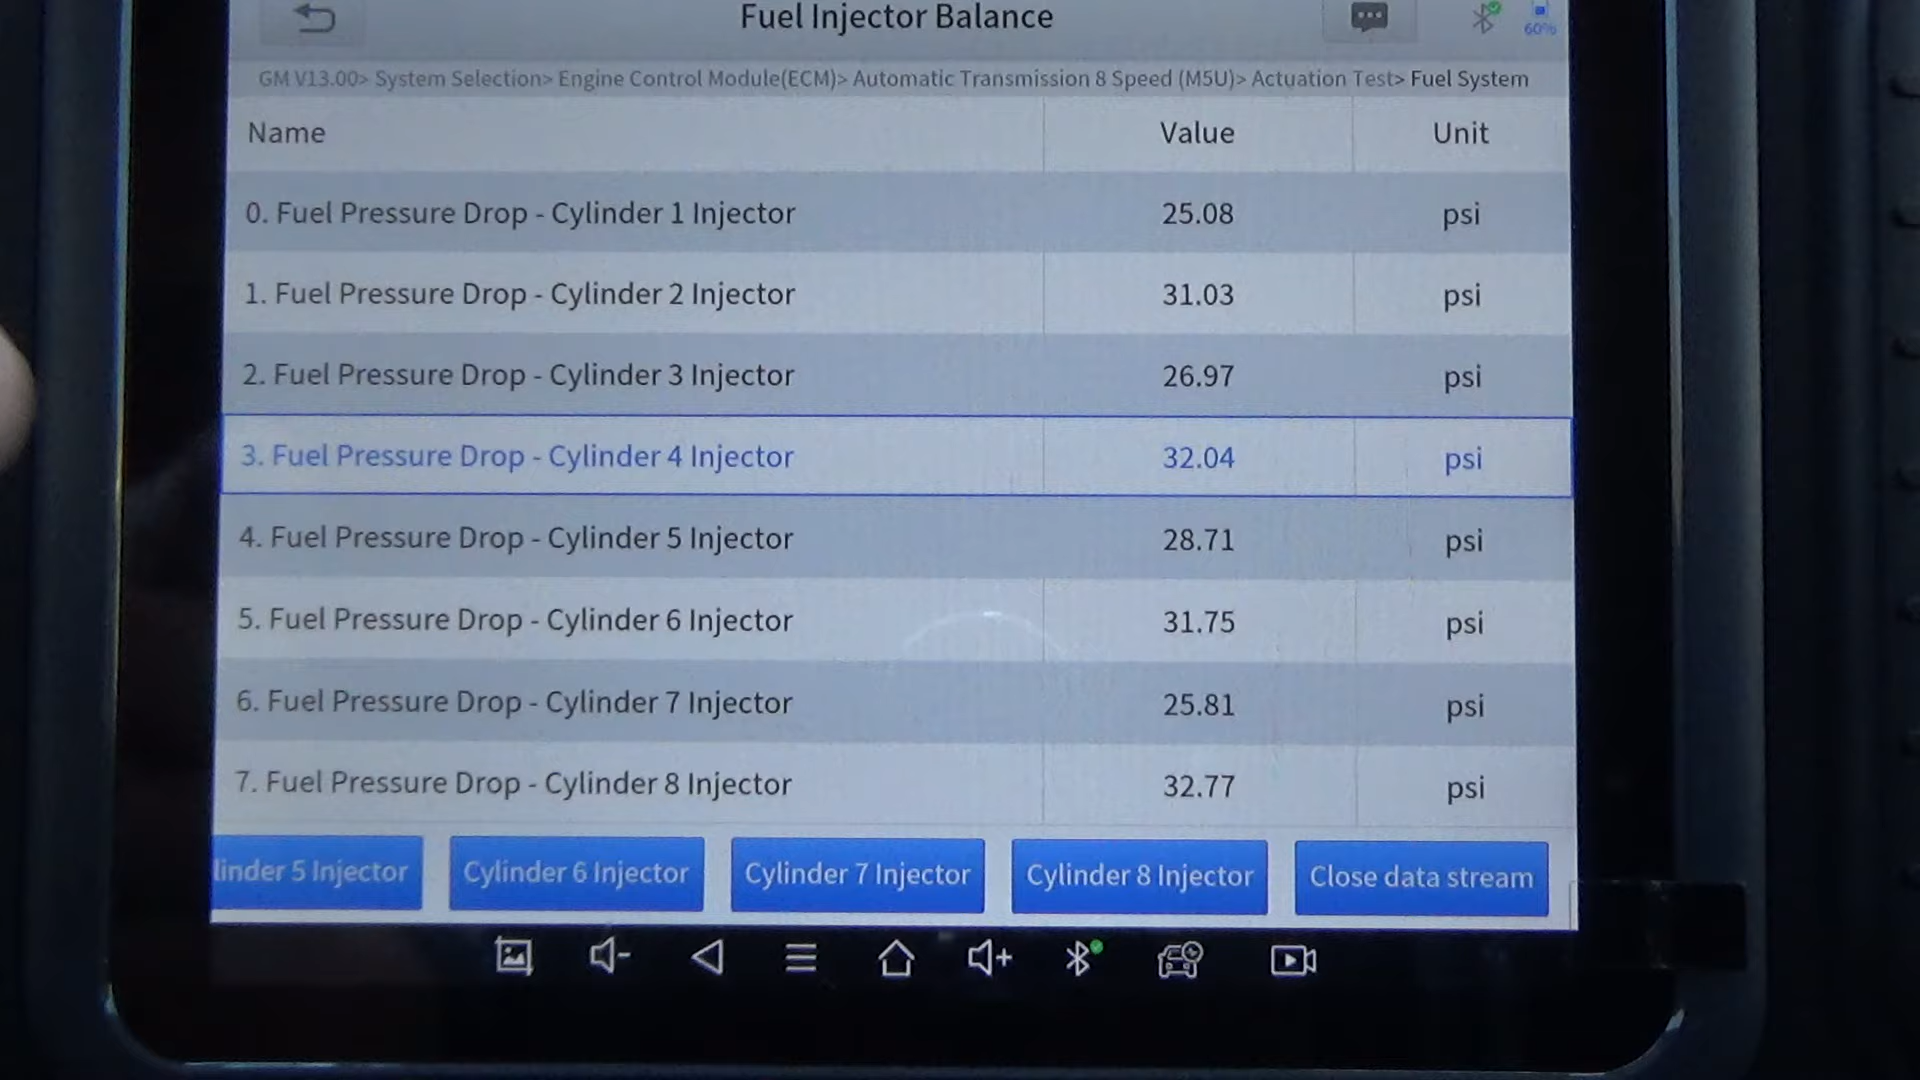 Fuel Injector Balance
60%
GM V13.00> System Selection> Engine Control Module(ECM)> Automatic Transmission 8 Speed (M5U)> Actuation Test> Fuel System
Name Value Unit
0. Fuel Pressure Drop - Cylinder 1 Injector 25.08 psi
1. Fuel Pressure Drop - Cylinder 2 Injector 31.03 psi
2. Fuel Pressure Drop - Cylinder 3 Injector 26.97 psi
3. Fuel Pressure Drop - Cylinder 4 Injector 32.04 psi
4. Fuel Pressure Drop - Cylinder 5 Injector 28.71 psi
5. Fuel Pressure Drop - Cylinder 6 Injector 31.75 psi
6. Fuel Pressure Drop - Cylinder 7 Injector 25.81 psi
7. Fuel Pressure Drop - Cylinder 8 Injector 32.77 psi
linder 5 Injector Cylinder 6 Injector Cylinder 7 Injector Cylinder 8 Injector Close data stream